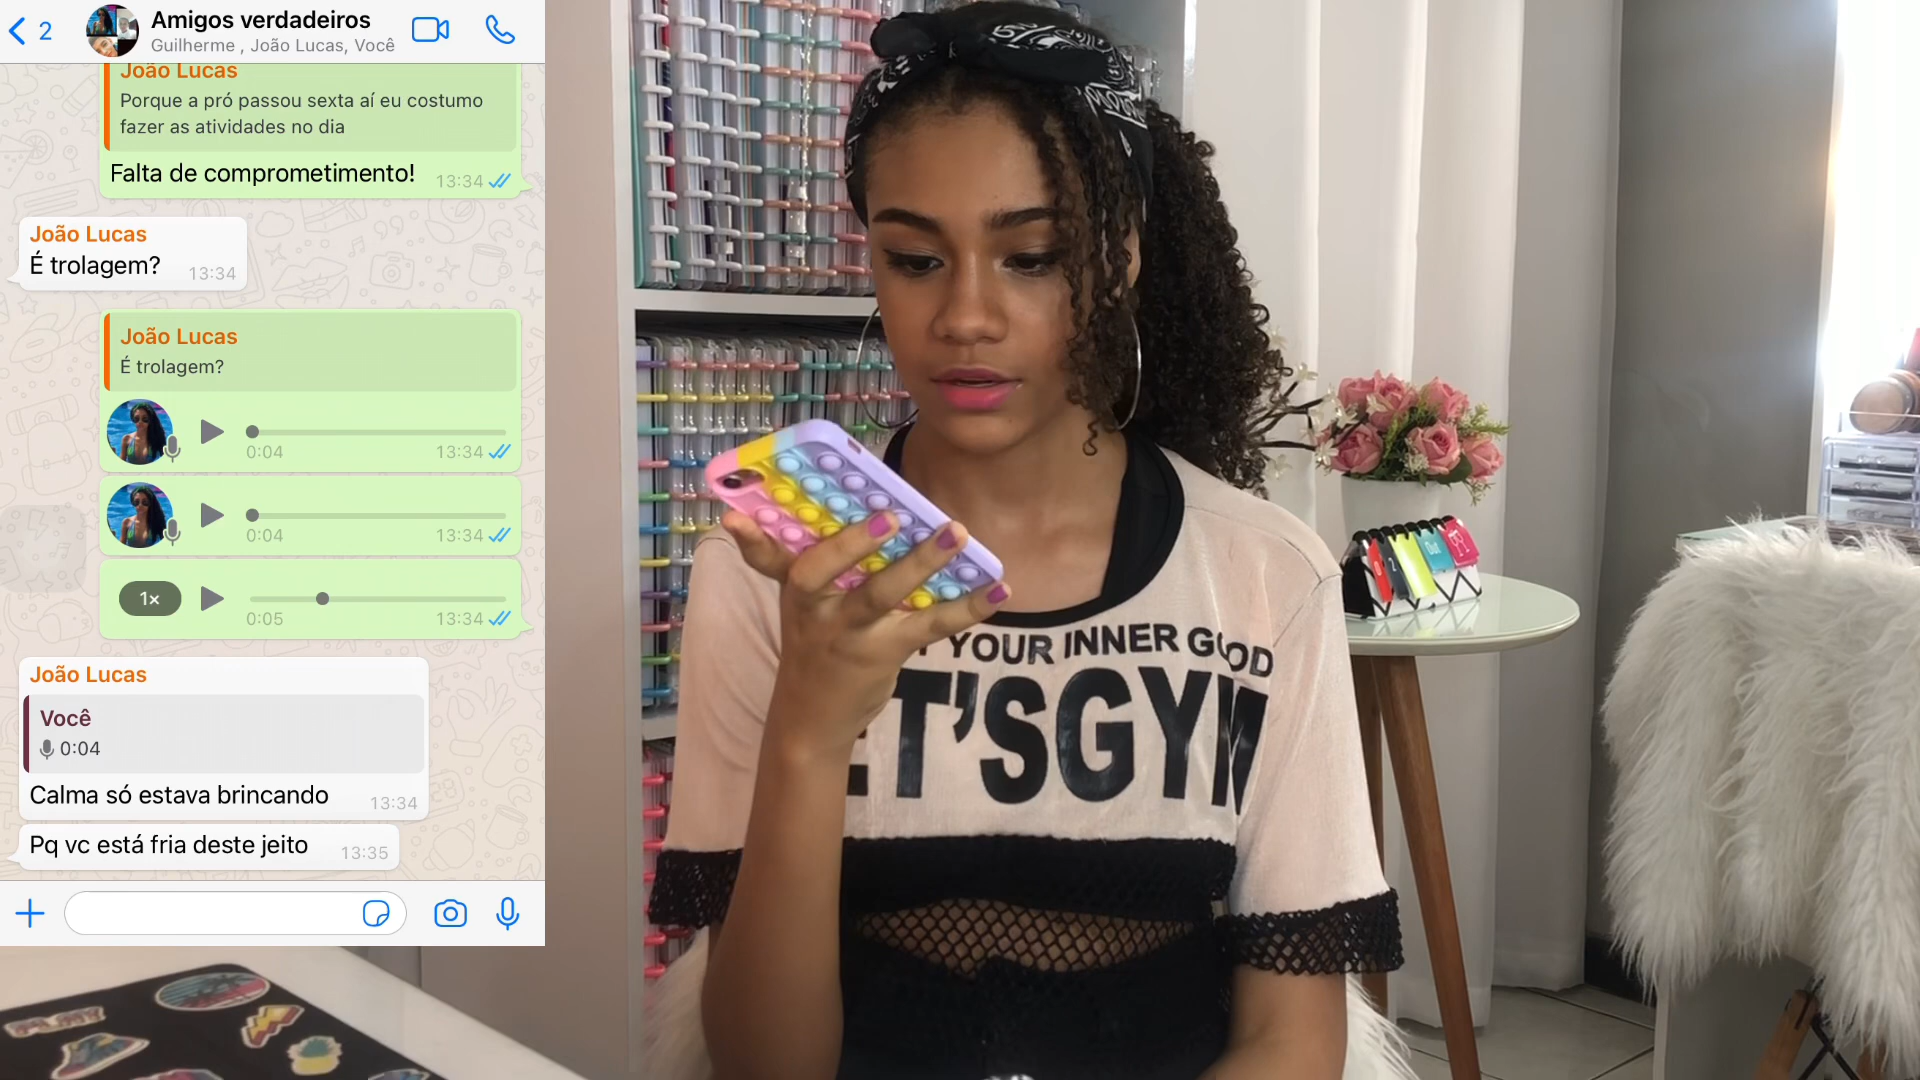 2
Amigos verdadeiros
Guilherme , João Lucas, Você
João Lucas
Porque a pró passou sexta aí eu costumo
fazer as atividades no dia
Falta de comprometimento!
13:34
João Lucas
É trolagem?
13:34
João Lucas
É trolagem?
0:04
13:34
0:04
13:34
1×
0:05
13:34
João Lucas
Você
0:04
Calma só estava brincando
13:34
Pq vc está fria deste jeito
13:35
YOUR INNER GOOD
ET'SGYM
Out